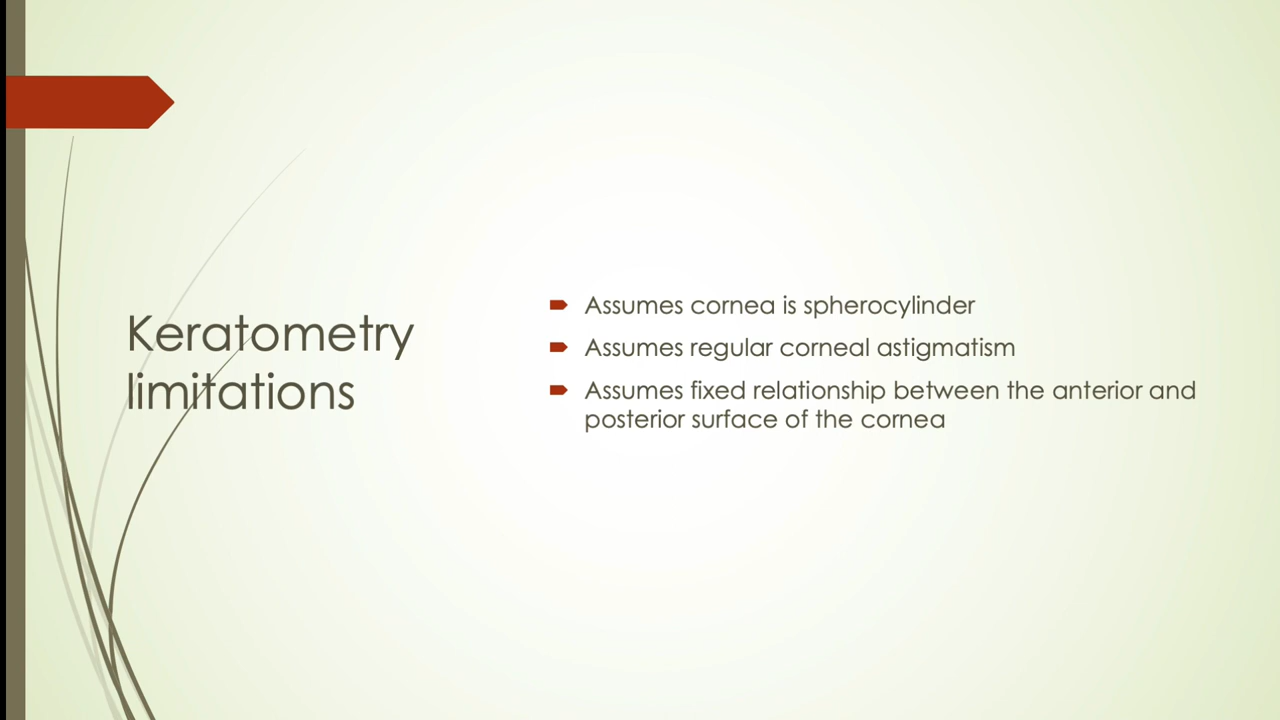 Keratometry
limitations
Assumes cornea is spherocylinder
Assumes regular corneal astigmatism
Assumes fixed relationship between the anterior and
posterior surface of the cornea